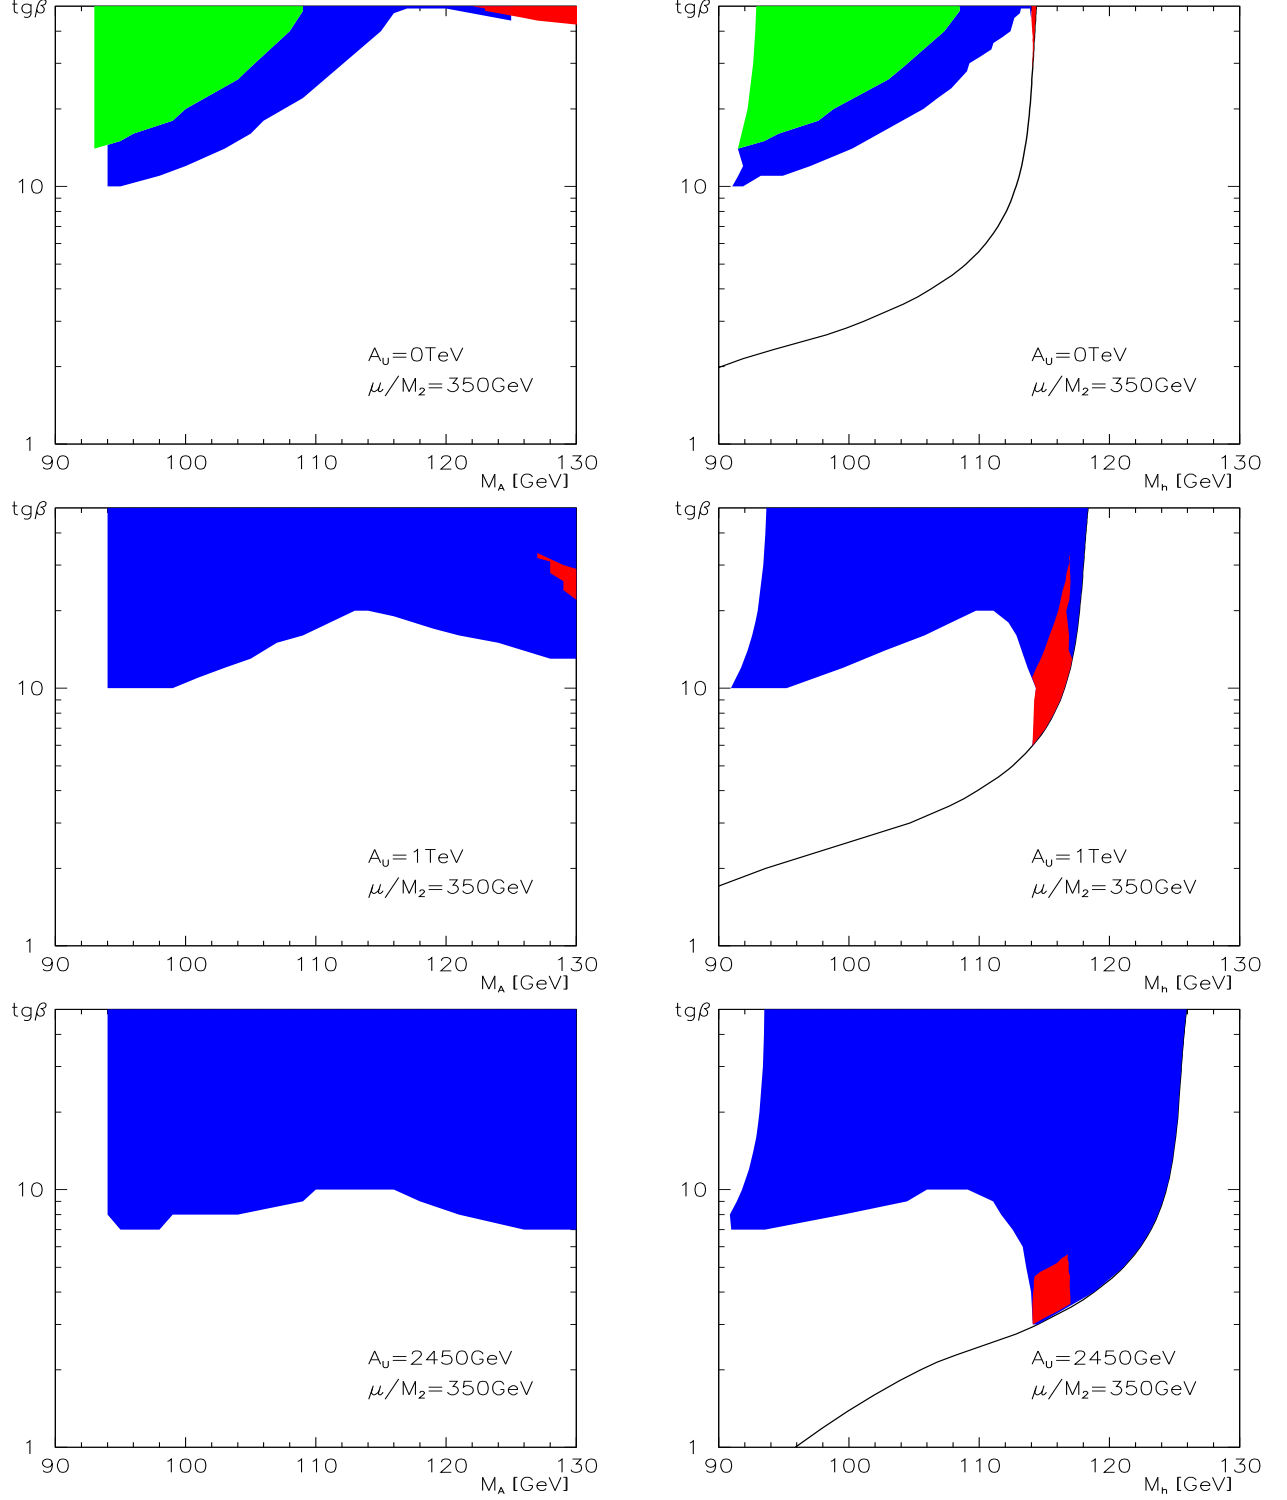 tgβ
10
1
A_U=0TeV
μ/M_2=350GeV
90 100 110 120 130
M_A [GeV]
tgβ
10
1
A_U=0TeV
μ/M_2=350GeV
90 100 110 120 130
M_h [GeV]
tgβ
10
1
A_U=1TeV
μ/M_2=350GeV
90 100 110 120 130
M_A [GeV]
tgβ
10
1
A_U=1TeV
μ/M_2=350GeV
90 100 110 120 130
M_h [GeV]
tgβ
10
1
A_U=2450GeV
μ/M_2=350GeV
90 100 110 120 130
M_A [GeV]
tgβ
10
1
A_U=2450GeV
μ/M_2=350GeV
90 100 110 120 130
M_h [GeV]